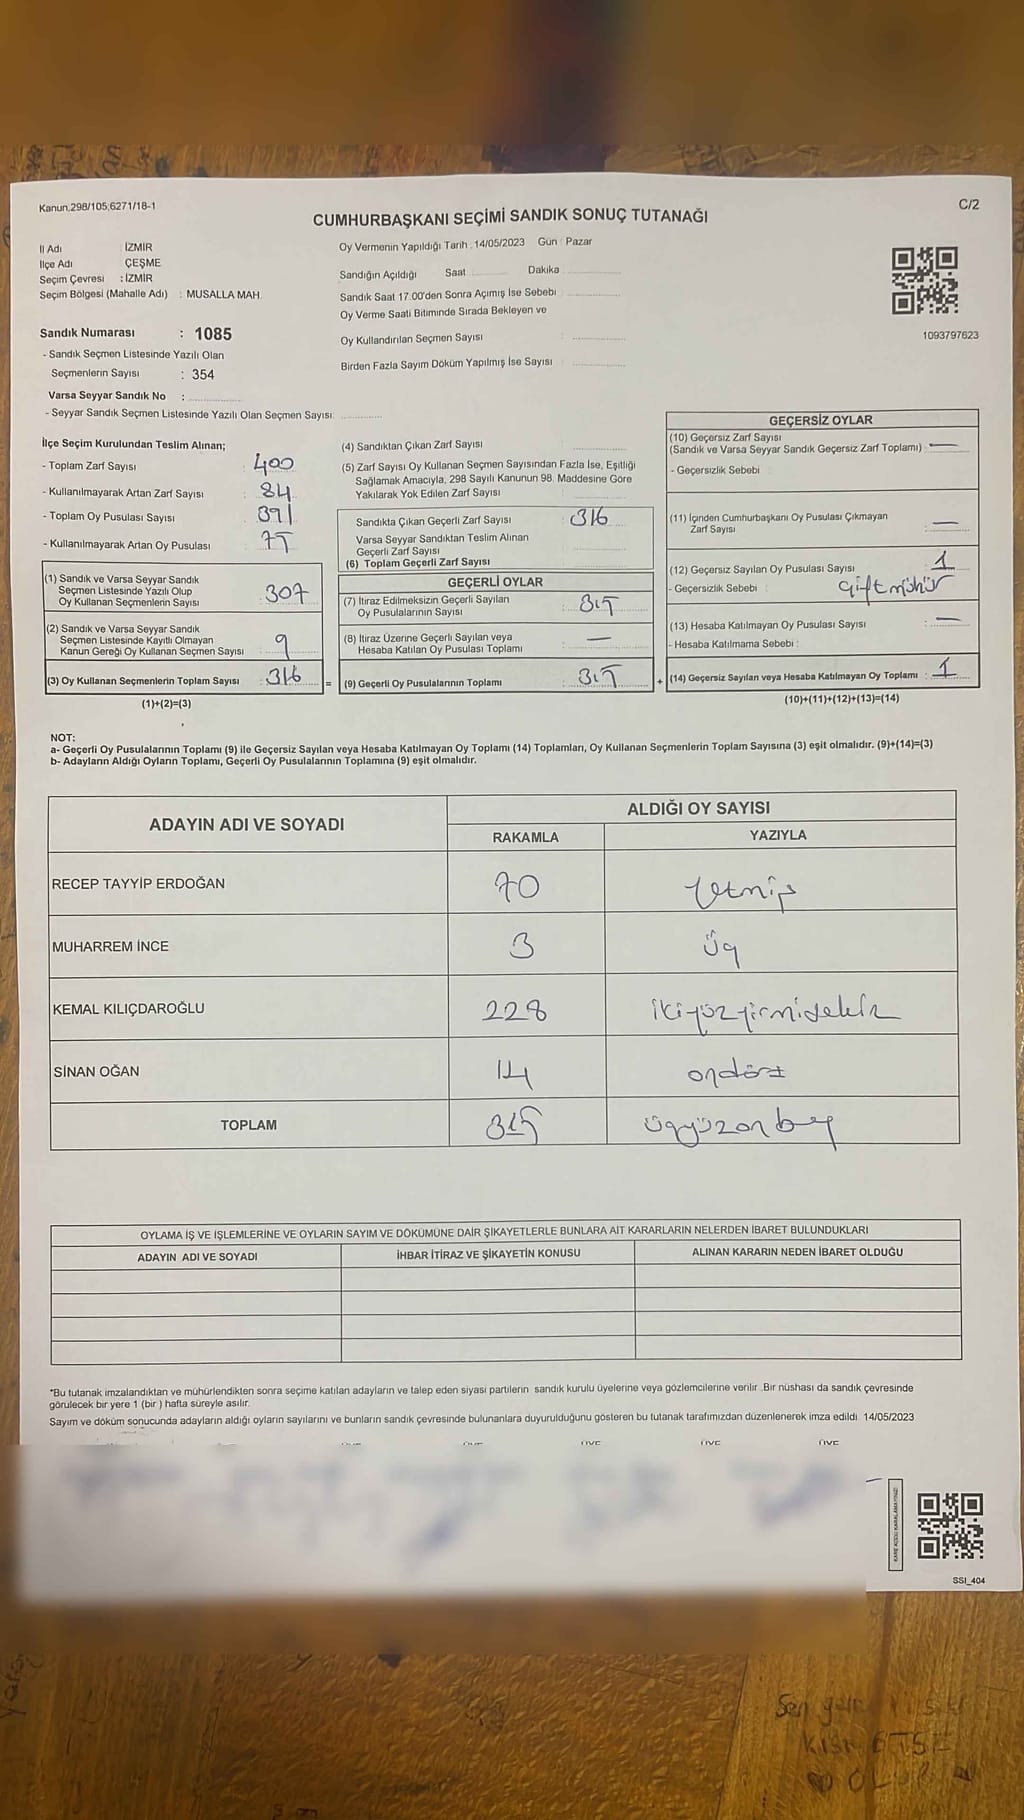 Kanun,298/105;6271/18-1
C/2
CUMHURBAŞKANI SEÇİMİ SANDIK SONUÇ TUTANAĞI
İl Adı İZMİR
İlçe Adı ÇEŞME
Seçim Çevresi : İZMİR
Seçim Bölgesi (Mahalle Adı) : MUSALLA MAH.
Oy Vermenin Yapıldığı Tarih : 14/05/2023 Gün : Pazar
Sandığın Açıldığı Saat Dakika
Sandık Saat 17.00'den Sonra Açımış İse Sebebi
Oy Verme Saati Bitiminde Sırada Bekleyen ve
Oy Kullandırılan Seçmen Sayısı
Birden Fazla Sayım Döküm Yapılmış İse Sayısı
1093797623
Sandık Numarası : 1085
- Sandık Seçmen Listesinde Yazılı Olan
Seçmenlerin Sayısı : 354
Varsa Seyyar Sandık No :
- Seyyar Sandık Seçmen Listesinde Yazılı Olan Seçmen Sayısı:
İlçe Seçim Kurulundan Teslim Alınan;
- Toplam Zarf Sayısı : 400
- Kullanılmayarak Artan Zarf Sayısı : 84
- Toplam Oy Pusulası Sayısı : 391
- Kullanılmayarak Artan Oy Pusulası : 75
(1) Sandık ve Varsa Seyyar Sandık
Seçmen Listesinde Yazılı Olup
Oy Kullanan Seçmenlerin Sayısı : 307
(2) Sandık ve Varsa Seyyar Sandık
Seçmen Listesinde Kayıtlı Olmayan
Kanun Gereği Oy Kullanan Seçmen Sayısı : 9
(3) Oy Kullanan Seçmenlerin Toplam Sayısı : 316
(1)+(2)=(3)
(4) Sandıktan Çıkan Zarf Sayısı
(5) Zarf Sayısı Oy Kullanan Seçmen Sayısından Fazla İse, Eşitliği
Sağlamak Amacıyla, 298 Sayılı Kanunun 98. Maddesine Göre
Yakılarak Yok Edilen Zarf Sayısı
Sandıkta Çıkan Geçerli Zarf Sayısı : 316
Varsa Seyyar Sandıktan Teslim Alınan
Geçerli Zarf Sayısı
(6) Toplam Geçerli Zarf Sayısı
GEÇERLİ OYLAR
(7) İtiraz Edilmeksizin Geçerli Sayılan
Oy Pusulalarının Sayısı : 315
(8) İtiraz Üzerine Geçerli Sayılan veya
Hesaba Katılan Oy Pusulası Toplamı : —
= (9) Geçerli Oy Pusulalarının Toplamı : 315
GEÇERSİZ OYLAR
(10) Geçersiz Zarf Sayısı
(Sandık ve Varsa Seyyar Sandık Geçersiz Zarf Toplamı) : —
- Geçersizlik Sebebi
(11) İçinden Cumhurbaşkanı Oy Pusulası Çıkmayan
Zarf Sayısı : —
(12) Geçersiz Sayılan Oy Pusulası Sayısı : 1
- Geçersizlik Sebebi : Çift mühür
(13) Hesaba Katılmayan Oy Pusulası Sayısı : —
- Hesaba Katılmama Sebebi :
+ (14) Geçersiz Sayılan veya Hesaba Katılmayan Oy Toplamı : 1
(10)+(11)+(12)+(13)=(14)
NOT:
a- Geçerli Oy Pusulalarının Toplamı (9) ile Geçersiz Sayılan veya Hesaba Katılmayan Oy Toplamı (14) Toplamları, Oy Kullanan Seçmenlerin Toplam Sayısına (3) eşit olmalıdır. (9)+(14)=(3)
b- Adayların Aldığı Oyların Toplamı, Geçerli Oy Pusulalarının Toplamına (9) eşit olmalıdır.
ADAYIN ADI VE SOYADI
ALDIĞI OY SAYISI
RAKAMLA YAZIYLA
RECEP TAYYİP ERDOĞAN 70 Yetmiş
MUHARREM İNCE 3 üç
KEMAL KILIÇDAROĞLU 228 ikiyüzyirmisekiz
SİNAN OĞAN 14 ondört
TOPLAM 315 üçyüzonbeş
OYLAMA İŞ VE İŞLEMLERİNE VE OYLARIN SAYIM VE DÖKÜMÜNE DAİR ŞİKAYETLERLE BUNLARA AİT KARARLARIN NELERDEN İBARET BULUNDUKLARI
ADAYIN ADI VE SOYADI İHBAR İTİRAZ VE ŞİKAYETİN KONUSU ALINAN KARARIN NEDEN İBARET OLDUĞU
*Bu tutanak imzalandıktan ve mühürlendikten sonra seçime katılan adayların ve talep eden siyasi partilerin sandık kurulu üyelerine veya gözlemcilerine verilir .Bir nüshası da sandık çevresinde
görülecek bir yere 1 (bir ) hafta süreyle asılır.
Sayım ve döküm sonucunda adayların aldığı oyların sayılarını ve bunların sandık çevresinde bulunanlara duyurulduğunu gösteren bu tutanak tarafımızdan düzenlenerek imza edildi. 14/05/2023
ÜYE ÜYE ÜYE ÜYE ÜYE
KARE KODU KARALAMAYINIZ!
SSI_404
Sen